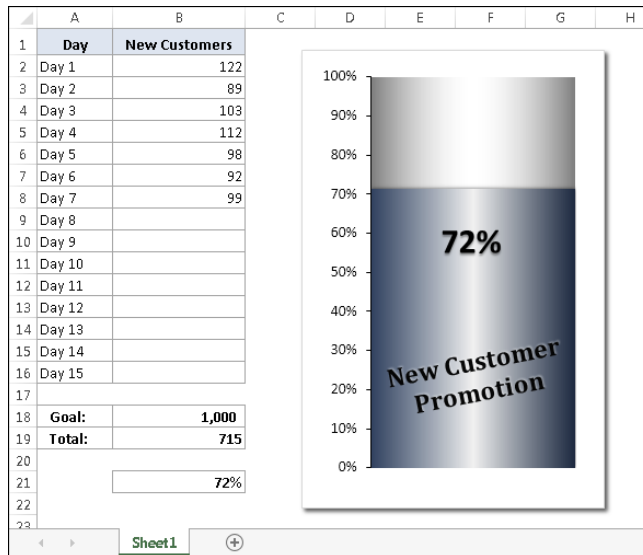 A B C D E F G H
1 Day New Customers
2 Day 1 122
3 Day 2 89
4 Day 3 103
5 Day 4 112
6 Day 5 98
7 Day 6 92
8 Day 7 99
9 Day 8
10 Day 9
11 Day 10
12 Day 11
13 Day 12
14 Day 13
15 Day 14
16 Day 15
17
18 Goal: 1,000
19 Total: 715
20
21 72%
22
23
100%
90%
80%
70%
60%
50%
40%
30%
20%
10%
0%
72%
New Customer
Promotion
Sheet1